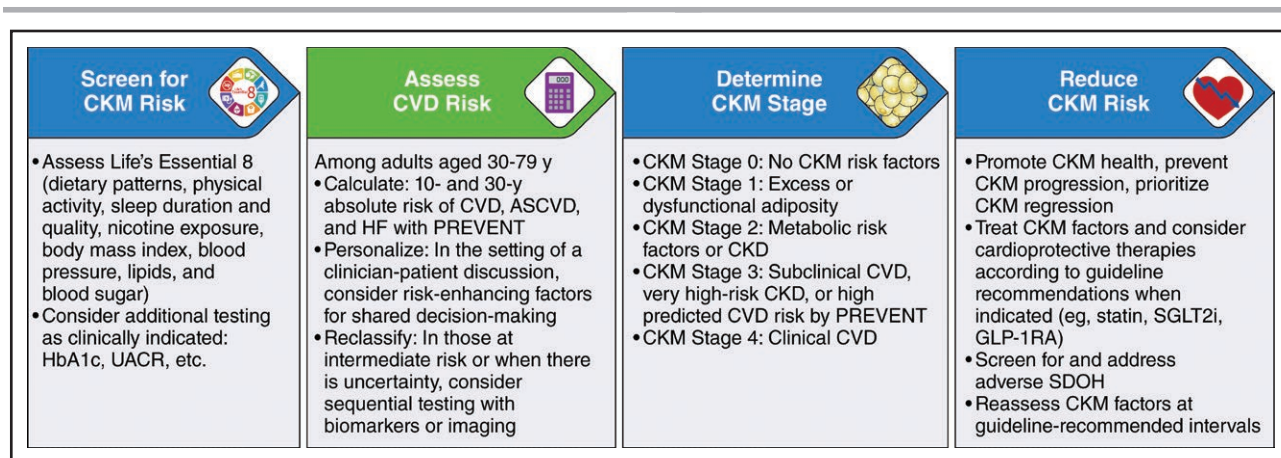 Screen for
CKM Risk
8
• Assess Life's Essential 8
(dietary patterns, physical
activity, sleep duration and
quality, nicotine exposure,
body mass index, blood
pressure, lipids, and
blood sugar)
• Consider additional testing
as clinically indicated:
HbA1c, UACR, etc.
Assess
CVD Risk
Among adults aged 30-79 y
• Calculate: 10- and 30-y
absolute risk of CVD, ASCVD,
and HF with PREVENT
• Personalize: In the setting of a
clinician-patient discussion,
consider risk-enhancing factors
for shared decision-making
• Reclassify: In those at
intermediate risk or when there
is uncertainty, consider
sequential testing with
biomarkers or imaging
Determine
CKM Stage
• CKM Stage 0: No CKM risk factors
• CKM Stage 1: Excess or
dysfunctional adiposity
• CKM Stage 2: Metabolic risk
factors or CKD
• CKM Stage 3: Subclinical CVD,
very high-risk CKD, or high
predicted CVD risk by PREVENT
• CKM Stage 4: Clinical CVD
Reduce
CKM Risk
• Promote CKM health, prevent
CKM progression, prioritize
CKM regression
• Treat CKM factors and consider
cardioprotective therapies
according to guideline
recommendations when
indicated (eg, statin, SGLT2i,
GLP-1RA)
• Screen for and address
adverse SDOH
• Reassess CKM factors at
guideline-recommended intervals